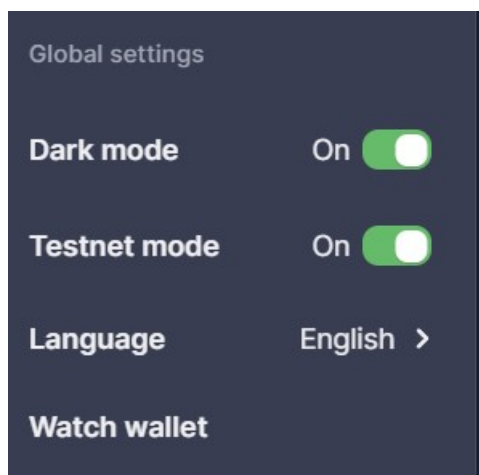 Global settings
Dark mode On
Testnet mode On
Language English >
Watch wallet